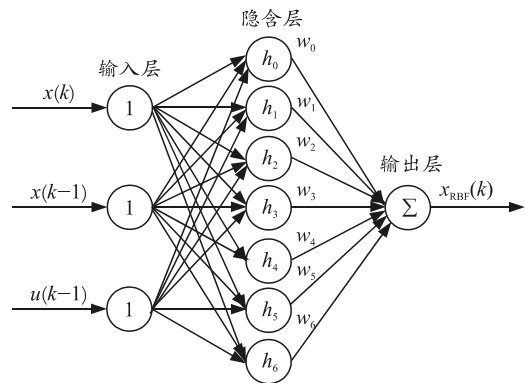 隐含层
输入层
输出层
x(k)
x(k-1)
u(k-1)
1
1
1
h₀
h₁
h₂
h₃
h₄
h₅
h₆
w₀
w₁
w₂
w₃
w₄
w₅
w₆
Σ
x_RBF(k)